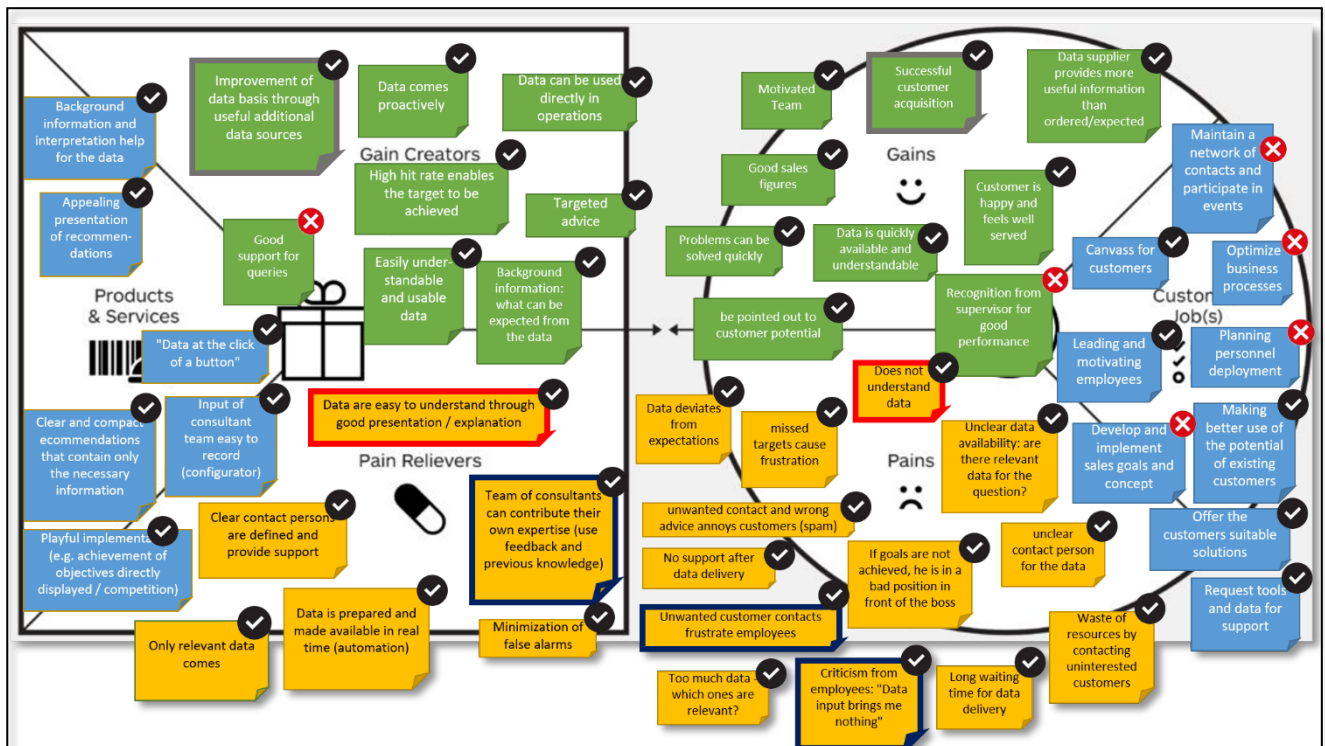 Improvement of
data basis through
useful additional
data sources
Data comes
proactively
Data can be used
directly in
operations
Background
information and
interpretation help
for the data
Gain Creators
High hit rate enables
the target to be
achieved
Appealing
presentation
of recommen-
dations
Targeted
advice
Good
support for
queries
Easily under-
standable
and usable
data
Background
information:
what can be
expected from
the data
Products
& Services
"Data at the click
of a button"
Data are easy to understand through
good presentation / explanation
Clear and compact
ecommendations
that contain only
the necessary
information
Input of
consultant
team easy to
record
(configurator)
Pain Relievers
Team of consultants
can contribute their
own expertise (use
feedback and
previous knowledge)
Clear contact persons
are defined and
provide support
Playful implementa
(e.g. achievement of
objectives directly
displayed / competition)
Data is prepared and
made available in real
time (automation)
Only relevant data
comes
Minimization of
false alarms
Motivated
Team
Successful
customer
acquisition
Data supplier
provides more
useful information
than
ordered/expected
Maintain a
network of
contacts and
participate in
events
Gains
Good sales
figures
Customer is
happy and
feels well
served
Problems can be
solved quickly
Data is quickly
available and
understandable
Canvass for
customers
Optimize
business
processes
Custom
Job(s)
be pointed out to
customer potential
Recognition from
supervisor for
good
performance
Leading and
motivating
employees
Planning
personnel
deployment
Does not
understand
data
Data deviates
from
expectations
missed
targets cause
frustration
Unclear data
availability: are
there relevant
data for the
question?
Develop and
implement
sales goals and
concept
Making
better use of
the potential
of existing
customers
Pains
unwanted contact and wrong
advice annoys customers (spam)
Offer the
customers suitable
solutions
No support after
data delivery
If goals are not
achieved, he is in a
bad position in
front of the boss
unclear
contact person
for the data
Request tools
and data for
support
Unwanted customer contacts
frustrate employees
Waste of
resources by
contacting
uninterested
customers
Too much data -
which ones are
relevant?
Criticism from
employees: "Data
input brings me
nothing"
Long waiting
time for data
delivery